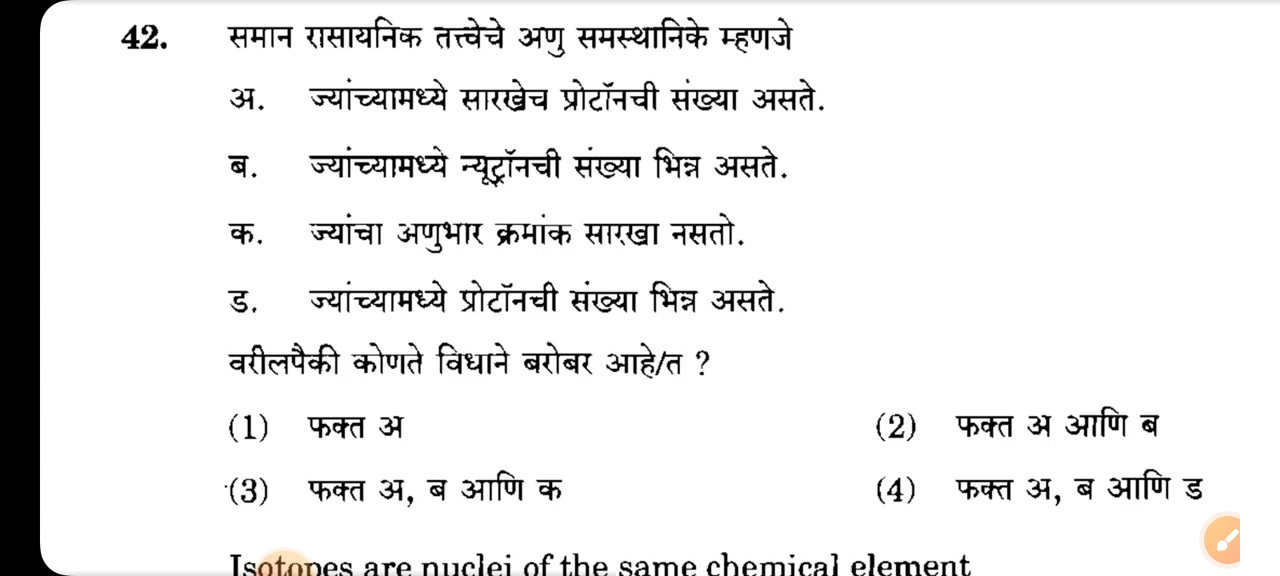 42. समान रासायनिक तत्त्वेचे अणु समस्थानिके म्हणजे
अ. ज्यांच्यामध्ये सारखेच प्रोटॉनची संख्या असते.
ब. ज्यांच्यामध्ये न्यूट्रॉनची संख्या भिन्न असते.
क. ज्यांचा अणुभार क्रमांक सारखा नसतो.
ड. ज्यांच्यामध्ये प्रोटॉनची संख्या भिन्न असते.
वरीलपैकी कोणते विधाने बरोबर आहे/त ?
(1) फक्त अ (2) फक्त अ आणि ब
(3) फक्त अ, ब आणि क (4) फक्त अ, ब आणि ड
Isotopes are nuclei of the same chemical element